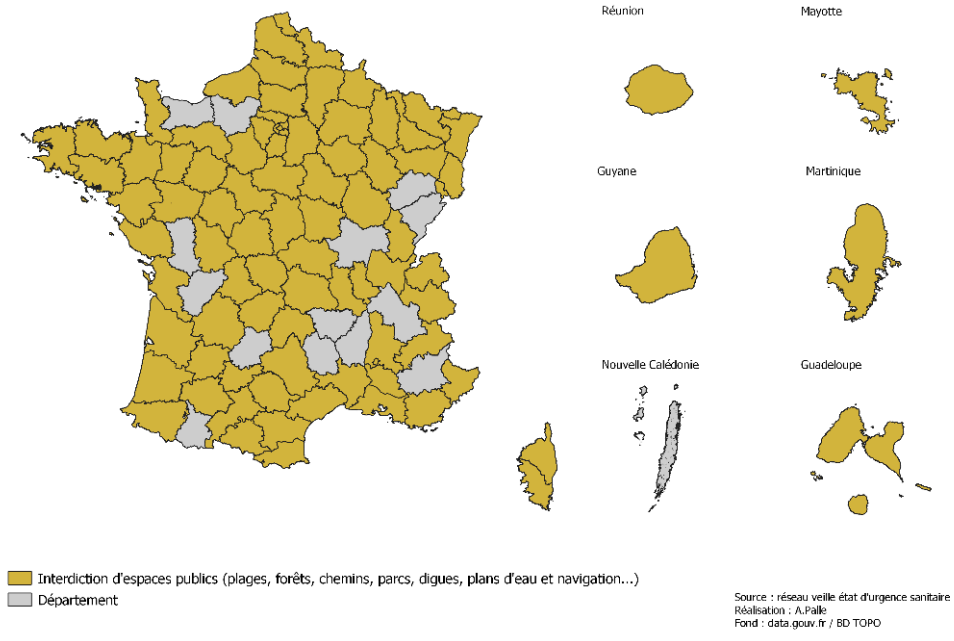 Réunion
Mayotte
Guyane
Martinique
Nouvelle Calédonie
Guadeloupe
Interdiction d'espaces publics (plages, forêts, chemins, parcs, digues, plans d'eau et navigation...)
Département
Source : réseau veille état d'urgence sanitaire
Réalisation : A.Palle
Fond : data.gouv.fr / BD TOPO